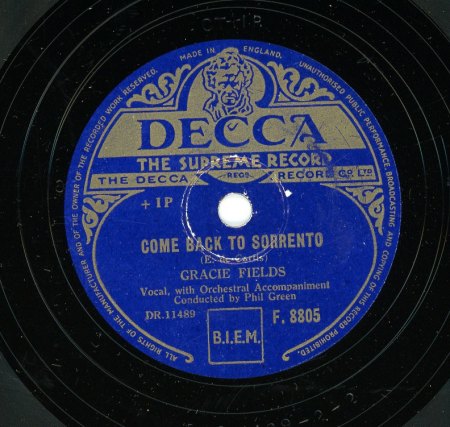 MADE IN ENGLAND.
ALL RIGHTS OF THE MANUFACTURER AND OF THE OWNER OF THE RECORDED WORK RESERVED.
UNAUTHORISED PUBLIC PERFORMANCE, BROADCASTING AND COPYING OF THIS RECORD PROHIBITED.
DECCA
THE SUPREME RECORD
THE DECCA REGD. RECORD CO LTD
+ 1P
COME BACK TO SORRENTO
(E. de Curtis)
GRACIE FIELDS
Vocal, with Orchestral Accompaniment
Conducted by Phil Green
DR.11489
B.I.E.M.
F. 8805